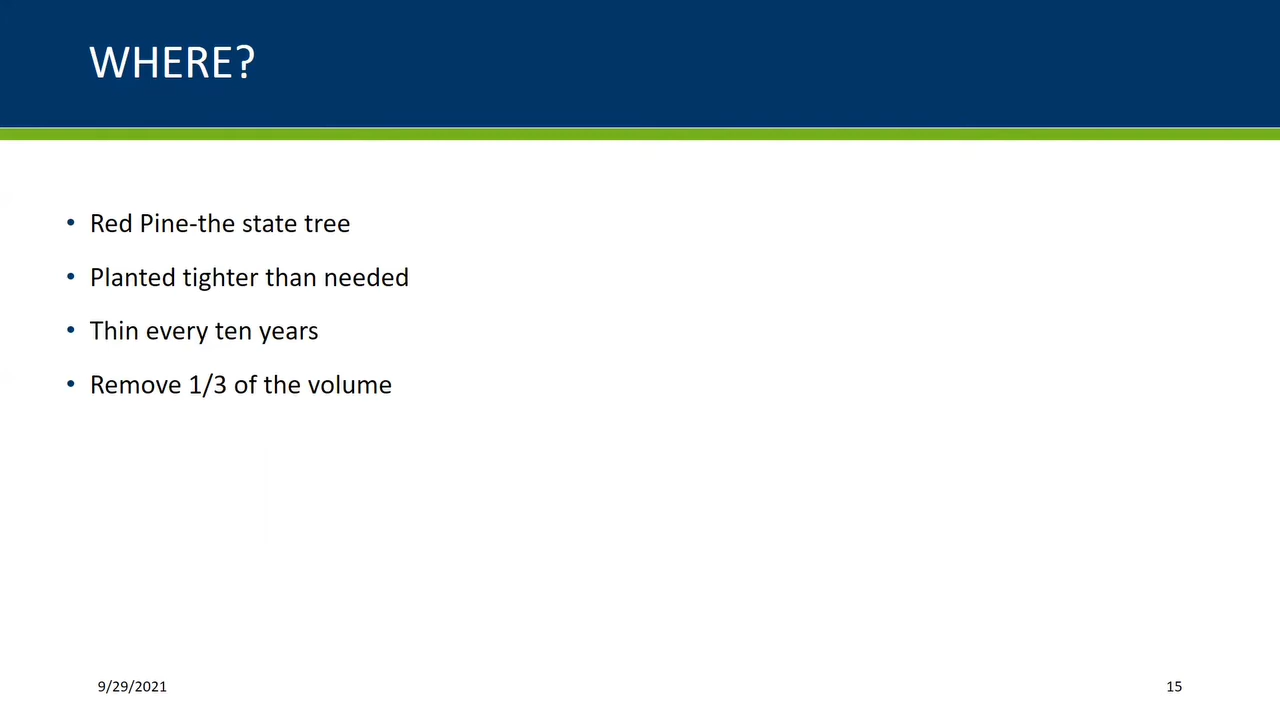 WHERE?
• Red Pine-the state tree
• Planted tighter than needed
• Thin every ten years
• Remove 1/3 of the volume
9/29/2021
15